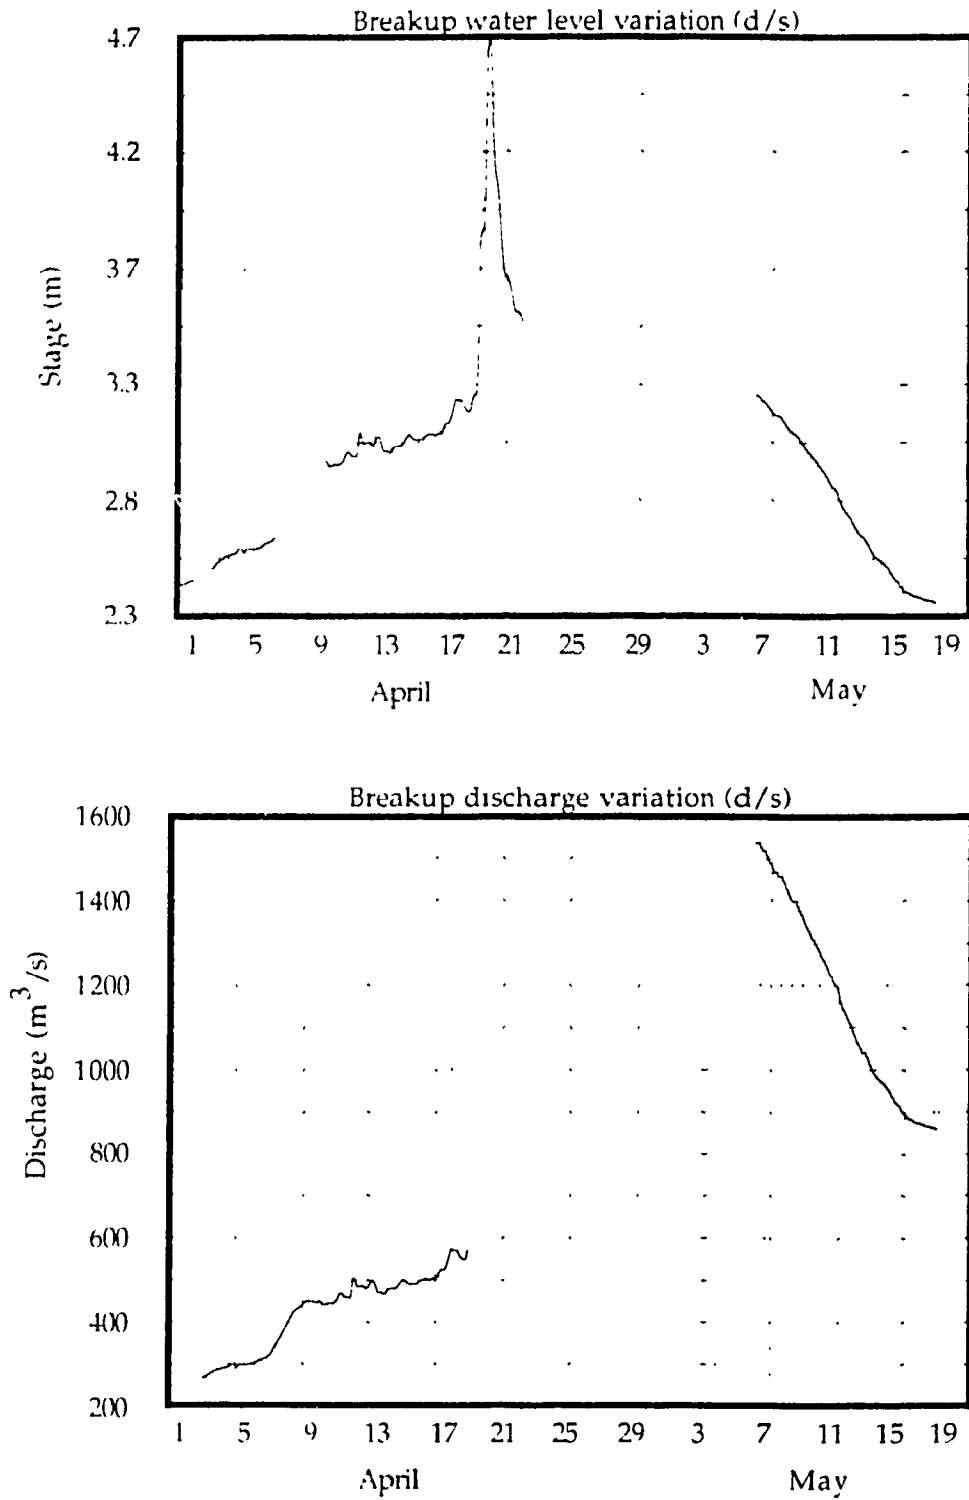 Breakup water level variation (d/s)
4.7
4.2
3.7
3.3
2.8
2.3
Stage (m)
1 5 9 13 17 21 25 29 3 7 11 15 19
April May
Breakup discharge variation (d/s)
1600
1400
1200
1000
800
600
400
200
Discharge (m³/s)
1 5 9 13 17 21 25 29 3 7 11 15 19
April May